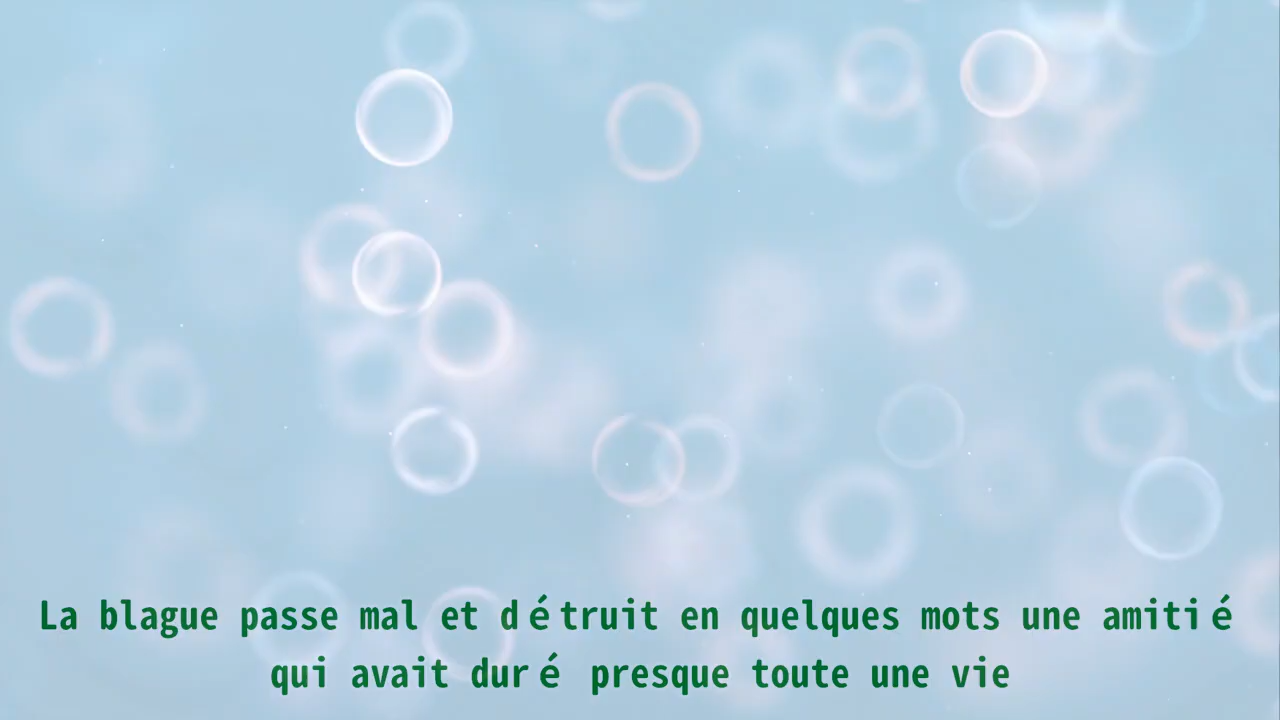 La blague passe mal et détruit en quelques mots une amitié
qui avait duré presque toute une vie